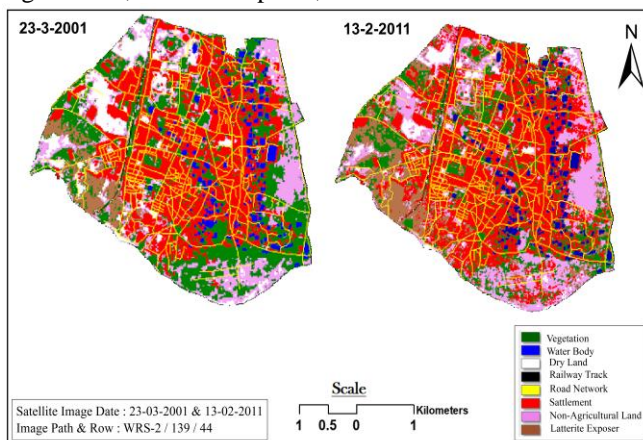 23-3-2001
13-2-2011
N
Vegetation
Water Body
Dry Land
Railway Track
Road Network
Sattlement
Non-Agricultural Land
Latterite Exposer
Scale
Kilometers
1 0.5 0 1
Satellite Image Date : 23-03-2001 & 13-02-2011
Image Path & Row : WRS-2 / 139 / 44